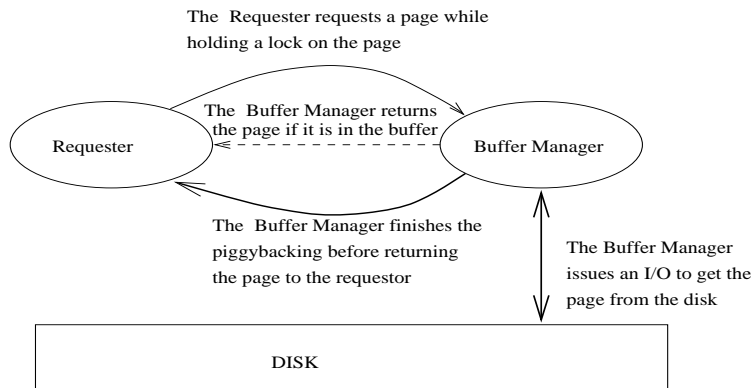 The Requester requests a page while
holding a lock on the page
The Buffer Manager returns
the page if it is in the buffer
Requester
Buffer Manager
The Buffer Manager finishes the
piggybacking before returning
the page to the requestor
The Buffer Manager
issues an I/O to get the
page from the disk
DISK